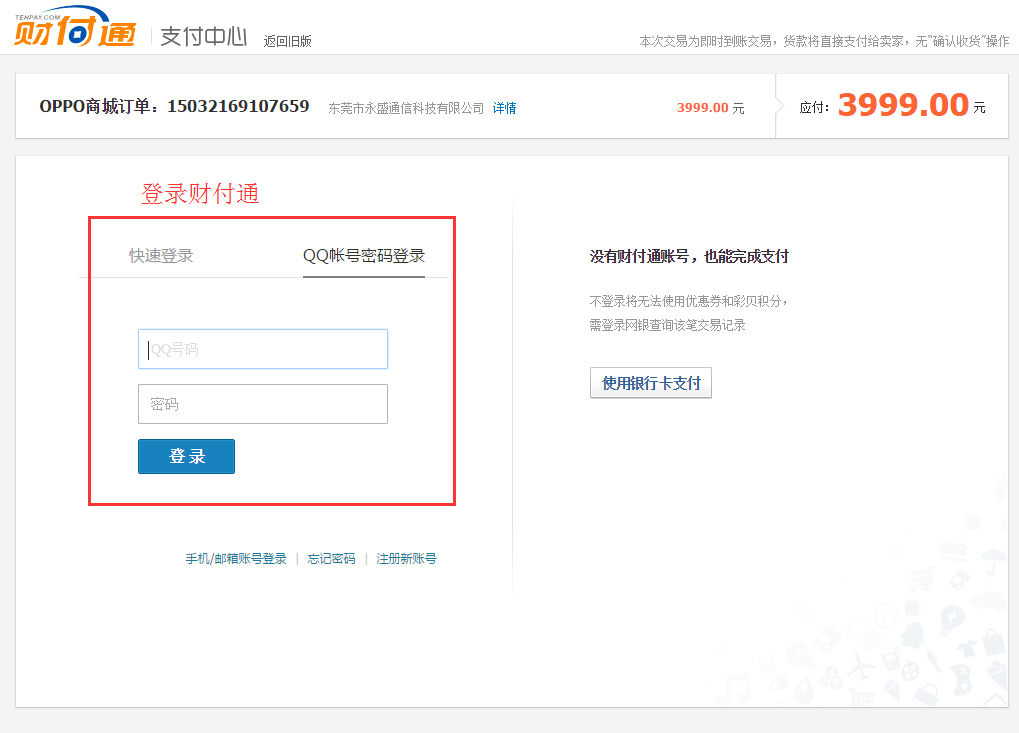 TENPAY.COM
财付通
支付中心
返回旧版
本次交易为即时到账交易，货款将直接支付给卖家，无“确认收货”操作
OPPO商城订单：15032169107659 东莞市永盛通信科技有限公司 详情 3999.00 元
应付：3999.00 元
登录财付通
快速登录 QQ帐号密码登录
QQ号码
密码
登 录
手机/邮箱账号登录 | 忘记密码 | 注册新账号
没有财付通账号，也能完成支付
不登录将无法使用优惠券和彩贝积分，
需登录网银查询该笔交易记录
使用银行卡支付